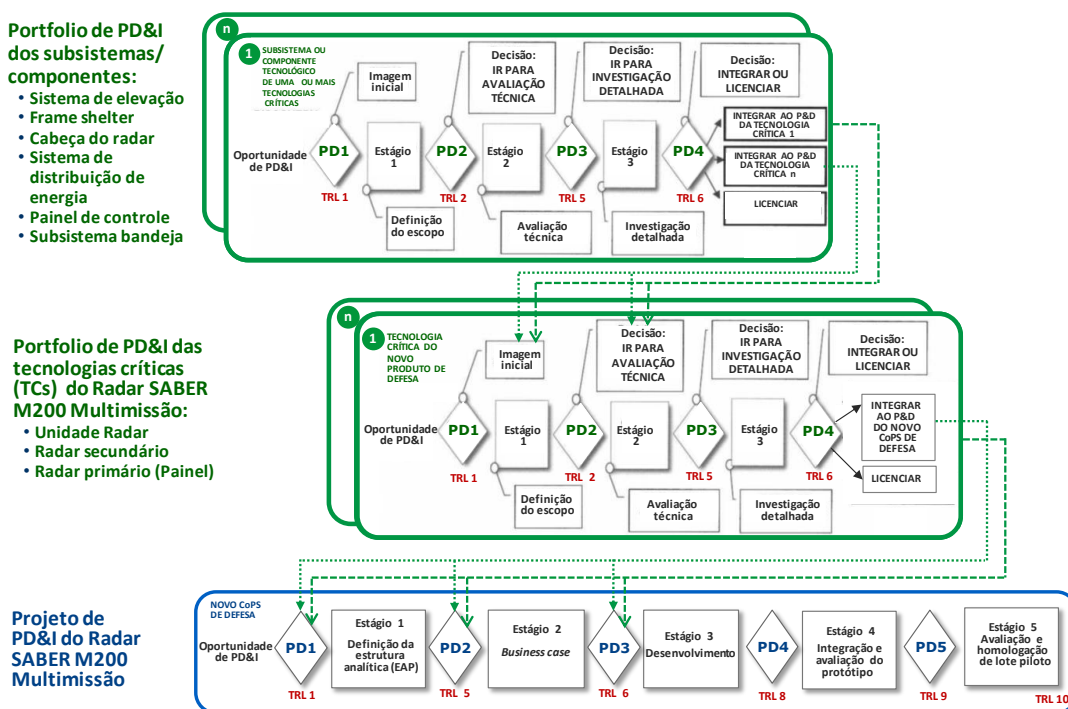 Portfolio de PD&I
dos subsistemas/
componentes:
• Sistema de elevação
• Frame shelter
• Cabeça do radar
• Sistema de
distribuição de
energia
• Painel de controle
• Subsistema bandeja
n
1
SUBSISTEMA OU
COMPONENTE
TECNOLÓGICO
DE UMA OU MAIS
TECNOLOGIAS
CRÍTICAS
Imagem
inicial
Decisão:
IR PARA
AVALIAÇÃO
TÉCNICA
Decisão:
IR PARA
INVESTIGAÇÃO
DETALHADA
Decisão:
INTEGRAR OU
LICENCIAR
Oportunidade
de PD&I
PD1
TRL 1
Estágio
1
PD2
TRL 2
Estágio
2
PD3
TRL 5
Estágio
3
PD4
TRL 6
INTEGRAR AO P&D
DA TECNOLOGIA
CRÍTICA 1
INTEGRAR AO P&D
DA TECNOLOGIA
CRÍTICA n
LICENCIAR
Definição
do escopo
Avaliação
técnica
Investigação
detalhada
Portfolio de PD&I das
tecnologias críticas
(TCs) do Radar SABER
M200 Multimissão:
• Unidade Radar
• Radar secundário
• Radar primário (Painel)
n
1
TECNOLOGIA
CRÍTICA DO
NOVO
PRODUTO DE
DEFESA
Imagem
inicial
Decisão:
IR PARA
AVALIAÇÃO
TÉCNICA
Decisão:
IR PARA
INVESTIGAÇÃO
DETALHADA
Decisão:
INTEGRAR OU
LICENCIAR
Oportunidade
de PD&I
PD1
TRL 1
Estágio
1
PD2
TRL 2
Estágio
2
PD3
TRL 5
Estágio
3
PD4
TRL 6
INTEGRAR
AO P&D
DO NOVO
CoPS DE
DEFESA
LICENCIAR
Definição
do escopo
Avaliação
técnica
Investigação
detalhada
Projeto de
PD&I do Radar
SABER M200
Multimissão
NOVO CoPS
DE DEFESA
Oportunidade
de PD&I
PD1
TRL 1
Estágio 1
Definição da
estrutura
analítica (EAP)
PD2
TRL 5
Estágio 2
Business case
PD3
TRL 6
Estágio 3
Desenvolvimento
PD4
TRL 8
Estágio 4
Integração e
avaliação do
protótipo
PD5
TRL 9
Estágio 5
Avaliação e
homologação
de lote piloto
TRL 10